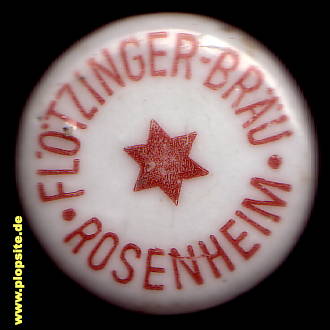 FLÖTZINGER-BRÄU
• ROSENHEIM •
www.plopsite.de